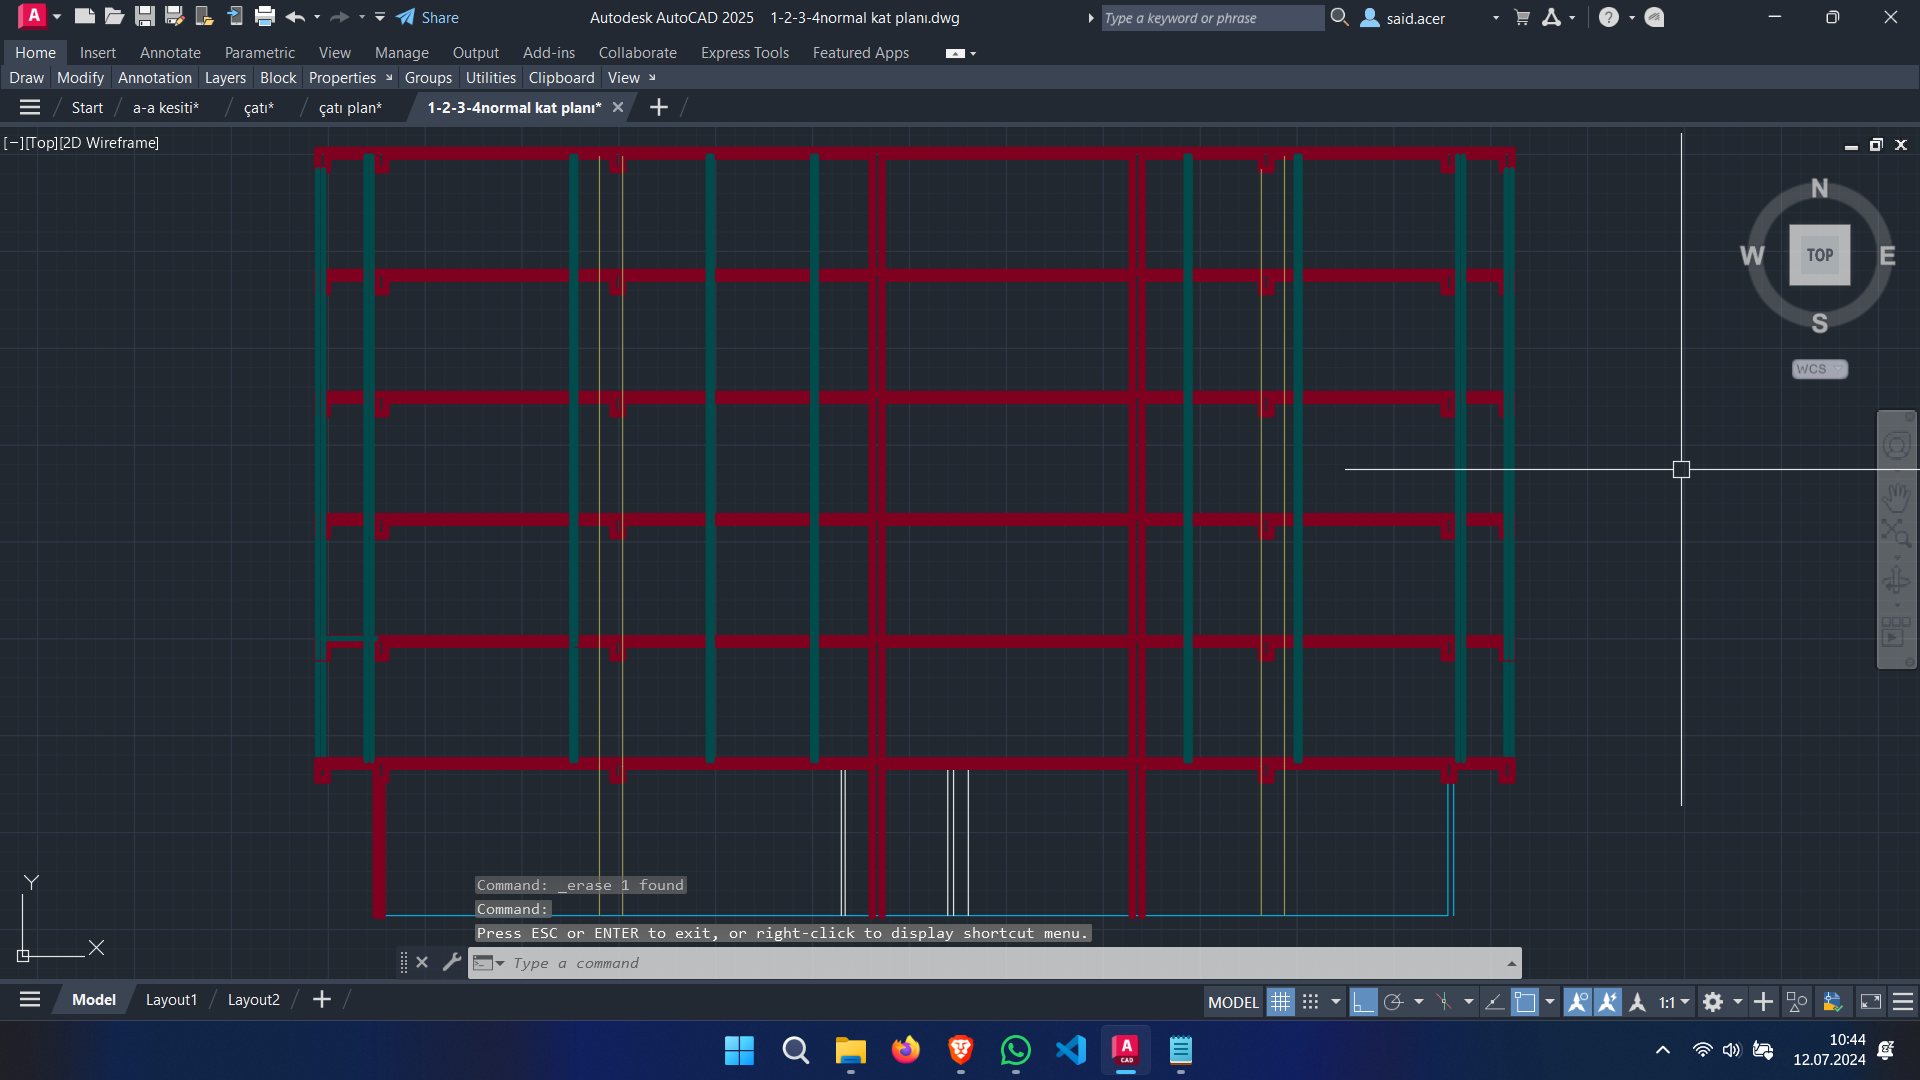 A
Share
Autodesk AutoCAD 2025 1-2-3-4normal kat planı.dwg
Type a keyword or phrase
said.acer
Home Insert Annotate Parametric View Manage Output Add-ins Collaborate Express Tools Featured Apps
Draw Modify Annotation Layers Block Properties Groups Utilities Clipboard View
Start a-a kesiti* çatı* çatı plan* 1-2-3-4normal kat planı*
[−][Top][2D Wireframe]
N
W TOP E
S
WCS
Y
X
Command: _erase 1 found
Command:
Press ESC or ENTER to exit, or right-click to display shortcut menu.
Type a command
Model Layout1 Layout2
MODEL 1:1
A
CAD
10:44
12.07.2024